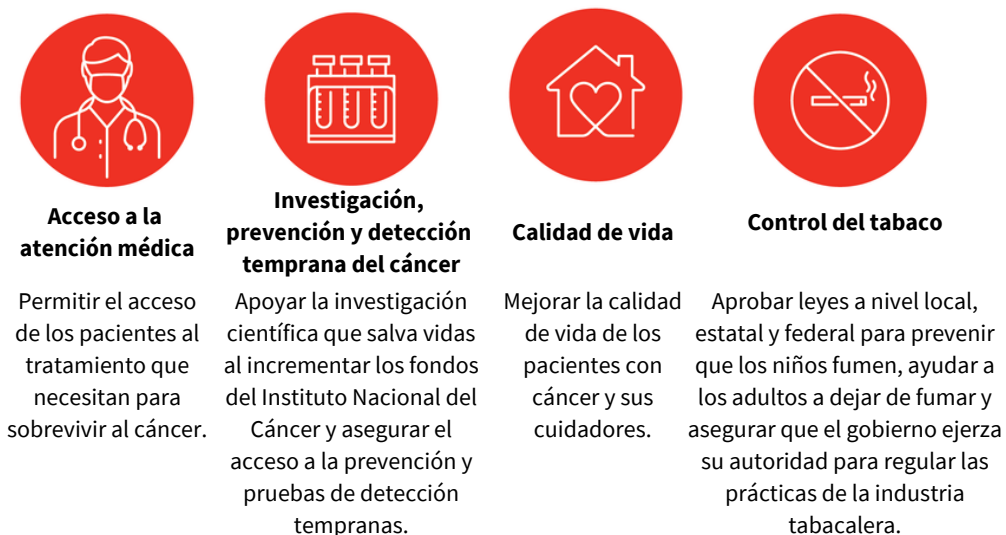 Acceso a la
atención médica
Permitir el acceso
de los pacientes al
tratamiento que
necesitan para
sobrevivir al cáncer.
Investigación,
prevención y detección
temprana del cáncer
Apoyar la investigación
científica que salva vidas
al incrementar los fondos
del Instituto Nacional del
Cáncer y asegurar el
acceso a la prevención y
pruebas de detección
tempranas.
Calidad de vida
Mejorar la calidad
de vida de los
pacientes con
cáncer y sus
cuidadores.
Control del tabaco
Aprobar leyes a nivel local,
estatal y federal para prevenir
que los niños fumen, ayudar a
los adultos a dejar de fumar y
asegurar que el gobierno ejerza
su autoridad para regular las
prácticas de la industria
tabacalera.